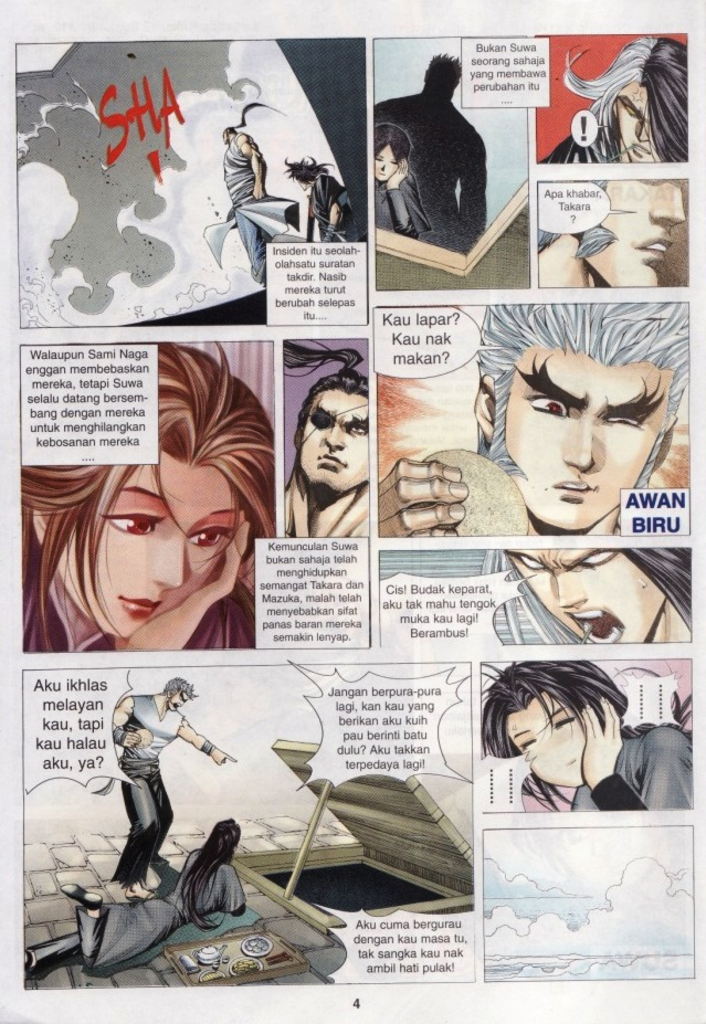 SHA
!
Insiden itu seolah-
olahsatu suratan
takdir. Nasib
mereka turut
berubah selepas
itu....
Bukan Suwa
seorang sahaja
yang membawa
perubahan itu
....
!
Apa khabar,
Takara
?
Walaupun Sami Naga
enggan membebaskan
mereka, tetapi Suwa
selalu datang bersem-
bang dengan mereka
untuk menghilangkan
kebosanan mereka
....
Kemunculan Suwa
bukan sahaja telah
menghidupkan
semangat Takara dan
Mazuka, malah telah
menyebabkan sifat
panas baran mereka
semakin lenyap.
Kau lapar?
Kau nak
makan?
AWAN
BIRU
Cis! Budak keparat,
aku tak mahu tengok
muka kau lagi!
Berambus!
Aku ikhlas
melayan
kau, tapi
kau halau
aku, ya?
Jangan berpura-pura
lagi, kan kau yang
berikan aku kuih
pau berinti batu
dulu? Aku takkan
terpedaya lagi!
Aku cuma bergurau
dengan kau masa tu,
tak sangka kau nak
ambil hati pulak!
4